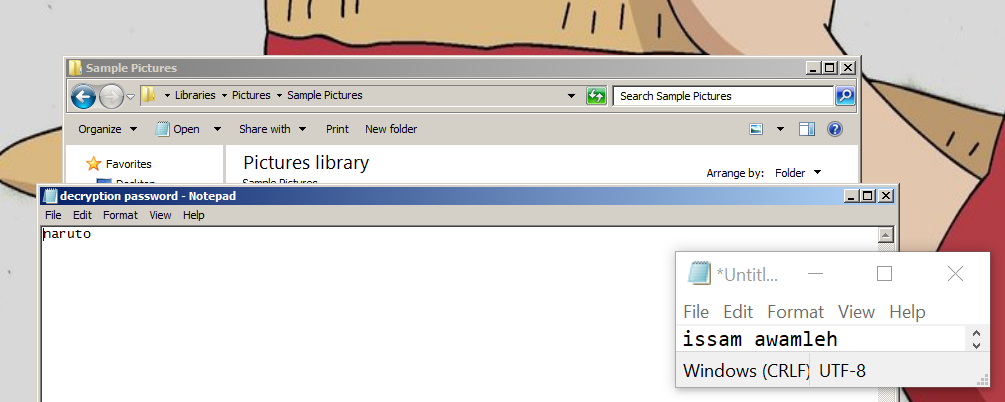 Sample Pictures
Libraries Pictures Sample Pictures
Search Sample Pictures
Organize Open Share with Print New folder
Favorites
Pictures library
Desktop
Sample Pictures
Arrange by: Folder
decryption password - Notepad
File Edit Format View Help
naruto
*Untitl...
File Edit Format View Help
issam awamleh
Windows (CRLF) UTF-8